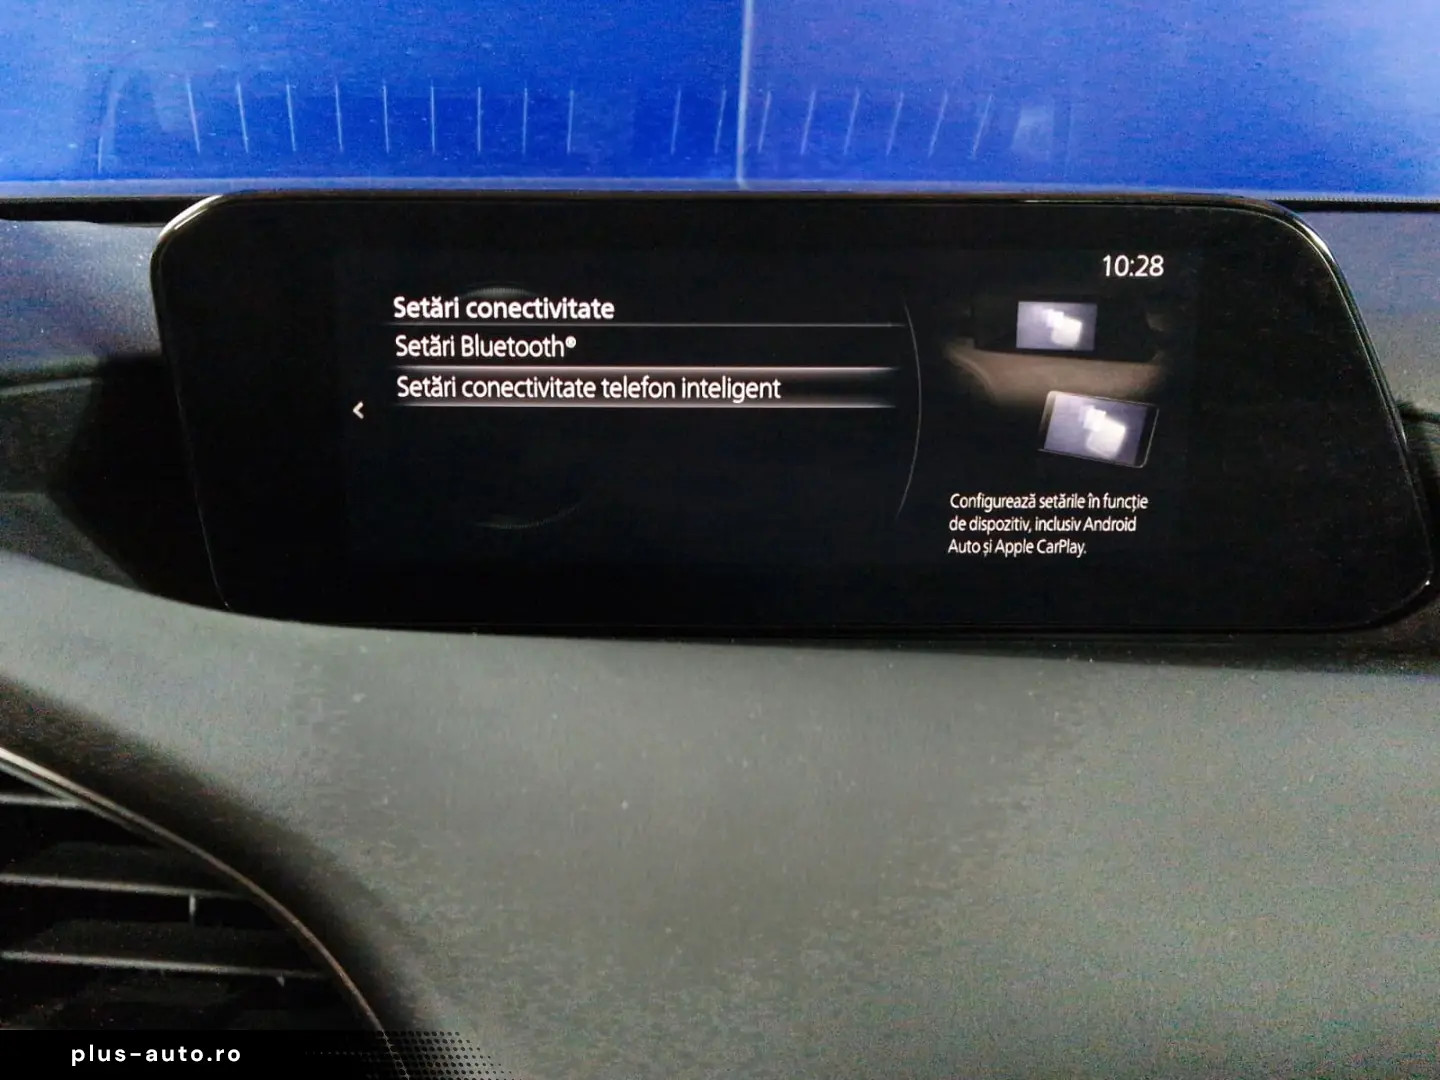 10:28
Setări conectivitate
Setări Bluetooth®
Setări conectivitate telefon inteligent
<
Configurează setările în funcție
de dispozitiv, inclusiv Android
Auto și Apple CarPlay.
plus-auto.ro